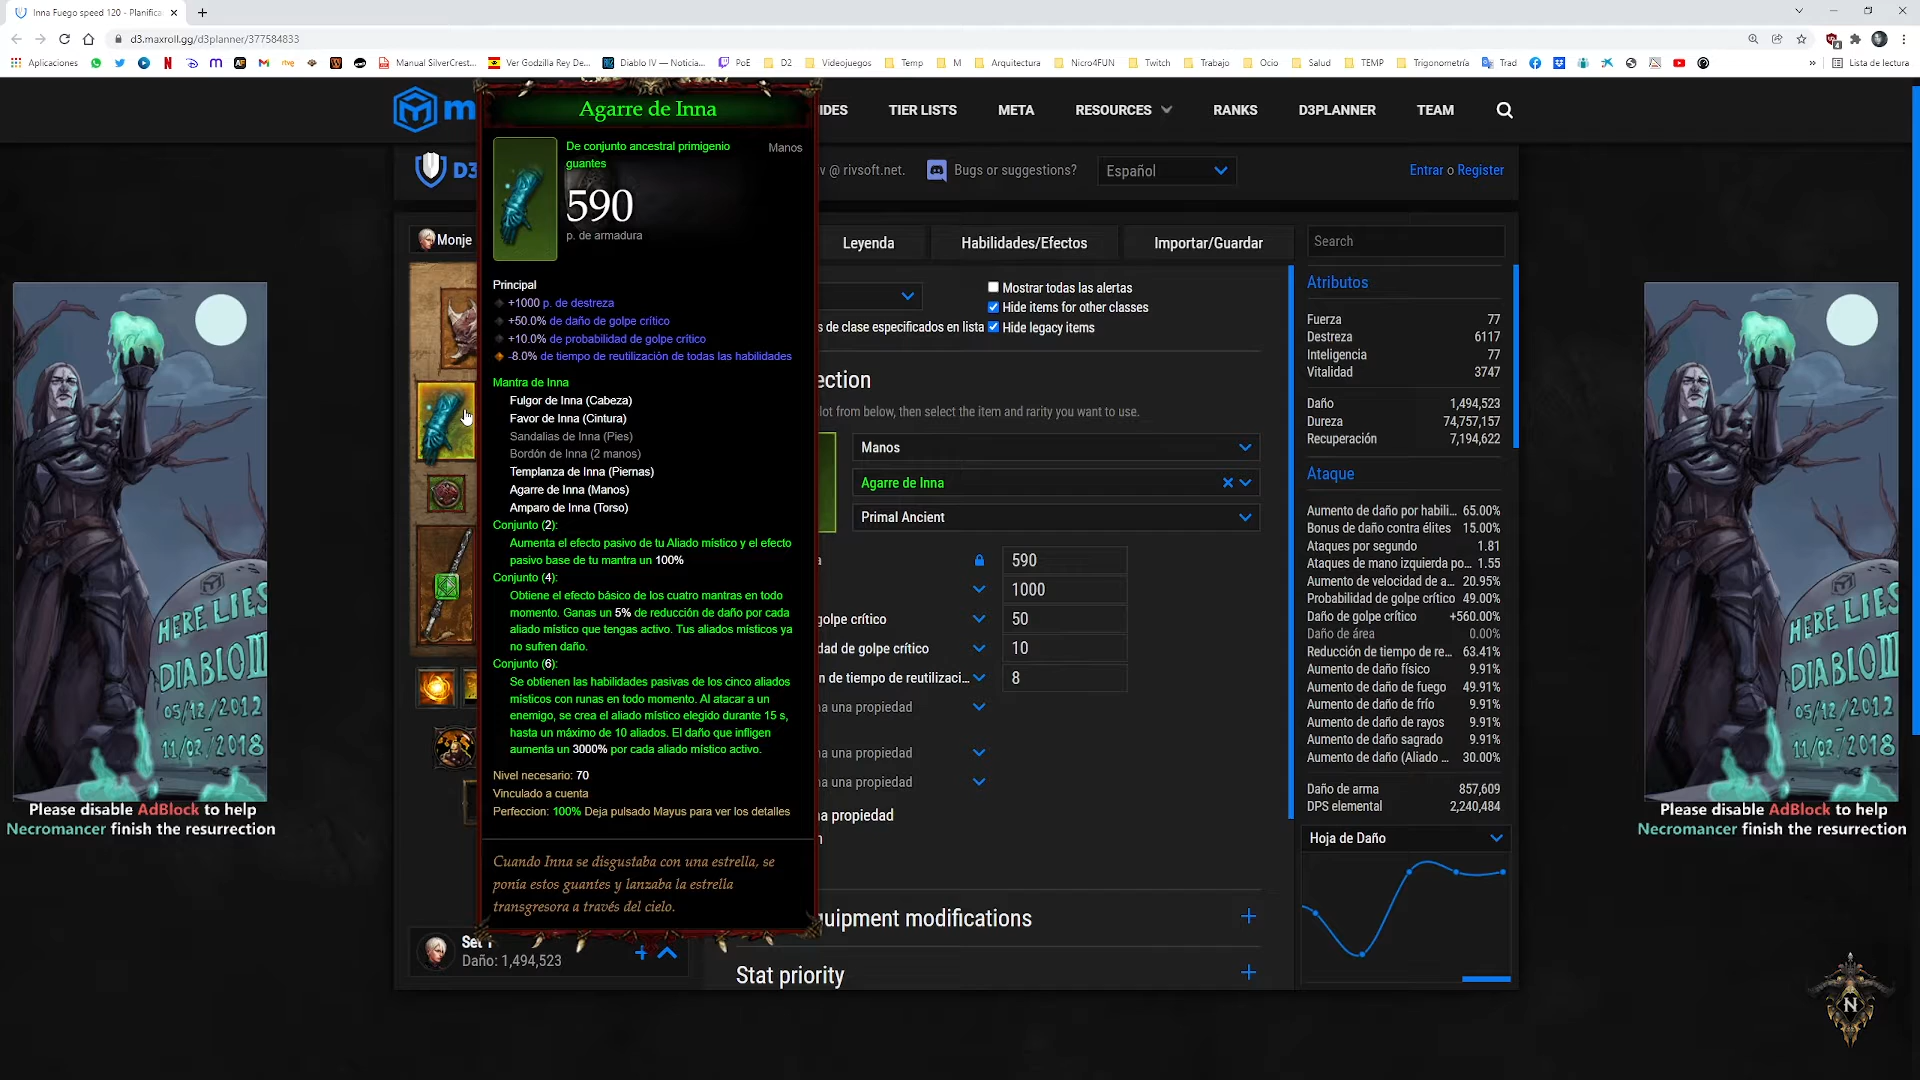 Inna Fuego speed 120 - Planifica
d3.maxroll.gg/d3planner/377584833
Aplicaciones
Manual SilverCrest...
Ver Godzilla Rey De...
Diablo IV — Noticia...
PoE
D2
Videojuegos
Temp
M
Arquitectura
Nicro4FUN
Twitch
Trabajo
Ocio
Salud
TEMP
Trigonometría
Trad
»
Lista de lectura
m
IDES
TIER LISTS
META
RESOURCES
RANKS
D3PLANNER
TEAM
D3
v @ rivsoft.net.
Bugs or suggestions?
Español
Entrar o Register
Monje
Leyenda
Habilidades/Efectos
Importar/Guardar
Search
Agarre de Inna
De conjunto ancestral primigenio
guantes
Manos
590
p. de armadura
Principal
+1000 p. de destreza
+50.0% de daño de golpe crítico
+10.0% de probabilidad de golpe crítico
-8.0% de tiempo de reutilización de todas las habilidades
Mantra de Inna
Fulgor de Inna (Cabeza)
Favor de Inna (Cintura)
Sandalias de Inna (Pies)
Bordón de Inna (2 manos)
Templanza de Inna (Piernas)
Agarre de Inna (Manos)
Amparo de Inna (Torso)
Conjunto (2):
Aumenta el efecto pasivo de tu Aliado místico y el efecto
pasivo base de tu mantra un 100%
Conjunto (4):
Obtiene el efecto básico de los cuatro mantras en todo
momento. Ganas un 5% de reducción de daño por cada
aliado místico que tengas activo. Tus aliados místicos ya
no sufren daño.
Conjunto (6):
Se obtienen las habilidades pasivas de los cinco aliados
místicos con runas en todo momento. Al atacar a un
enemigo, se crea el aliado místico elegido durante 15 s,
hasta un máximo de 10 aliados. El daño que infligen
aumenta un 3000% por cada aliado místico activo.
Nivel necesario: 70
Vinculado a cuenta
Perfeccion: 100% Deja pulsado Mayus para ver los detalles
Cuando Inna se disgustaba con una estrella, se
ponía estos guantes y lanzaba la estrella
transgresora a través del cielo.
Set 1
Daño: 1,494,523
Mostrar todas las alertas
Hide items for other classes
s de clase especificados en lista
Hide legacy items
ection
lot from below, then select the item and rarity you want to use.
Manos
Agarre de Inna
Primal Ancient
a
590
1000
golpe crítico
50
dad de golpe crítico
10
n de tiempo de reutilizaci...
8
na una propiedad
na una propiedad
na una propiedad
na propiedad
n
uipment modifications
Stat priority
Atributos
Fuerza 77
Destreza 6117
Inteligencia 77
Vitalidad 3747
Daño 1,494,523
Dureza 74,757,157
Recuperación 7,194,622
Ataque
Aumento de daño por habili... 65.00%
Bonus de daño contra élites 15.00%
Ataques por segundo 1.81
Ataques de mano izquierda po... 1.55
Aumento de velocidad de a... 20.95%
Probabilidad de golpe crítico 49.00%
Daño de golpe crítico +560.00%
Daño de área 0.00%
Reducción de tiempo de re... 63.41%
Aumento de daño físico 9.91%
Aumento de daño de fuego 49.91%
Aumento de daño de frío 9.91%
Aumento de daño de rayos 9.91%
Aumento de daño sagrado 9.91%
Aumento de daño (Aliado ... 30.00%
Daño de arma 857,609
DPS elemental 2,240,484
Hoja de Daño
HERE LIES
DIABLO III
05/12/2012
11/02-2018
Please disable AdBlock to help
Necromancer finish the resurrection
HERE LIES
DIABLO III
05/12/2012
11/02-2018
Please disable AdBlock to help
Necromancer finish the resurrection
N